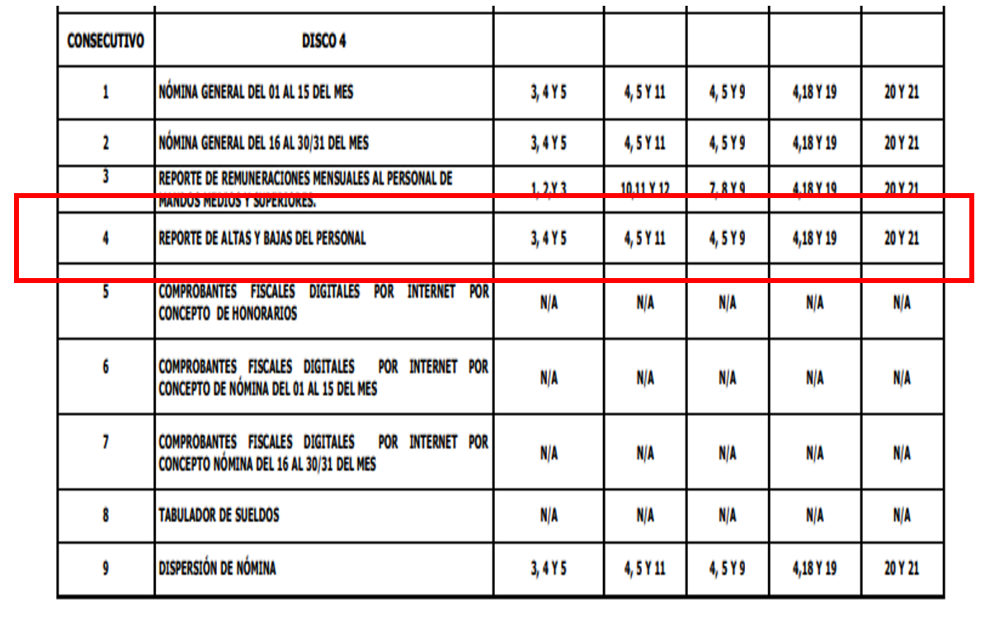 CONSECUTIVO DISCO 4
1 NÓMINA GENERAL DEL 01 AL 15 DEL MES 3, 4 Y 5 4, 5 Y 11 4, 5 Y 9 4,18 Y 19 20 Y 21
2 NÓMINA GENERAL DEL 16 AL 30/31 DEL MES 3, 4 Y 5 4, 5 Y 11 4, 5 Y 9 4,18 Y 19 20 Y 21
3 REPORTE DE REMUNERACIONES MENSUALES AL PERSONAL DE
MANDOS MEDIOS Y SUPERIORES. 1, 2,Y 3 10,11 Y 12 7, 8 Y 9 4,18 Y 19 20 Y 21
4 REPORTE DE ALTAS Y BAJAS DEL PERSONAL 3, 4 Y 5 4, 5 Y 11 4, 5 Y 9 4,18 Y 19 20 Y 21
5 COMPROBANTES FISCALES DIGITALES POR INTERNET POR
CONCEPTO DE HONORARIOS N/A N/A N/A N/A N/A
6 COMPROBANTES FISCALES DIGITALES POR INTERNET POR
CONCEPTO DE NÓMINA DEL 01 AL 15 DEL MES N/A N/A N/A N/A N/A
7 COMPROBANTES FISCALES DIGITALES POR INTERNET POR
CONCEPTO NÓMINA DEL 16 AL 30/31 DEL MES N/A N/A N/A N/A N/A
8 TABULADOR DE SUELDOS N/A N/A N/A N/A N/A
9 DISPERSIÓN DE NÓMINA 3, 4 Y 5 4, 5 Y 11 4, 5 Y 9 4,18 Y 19 20 Y 21